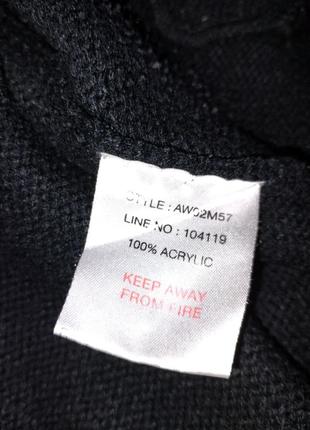 STYLE : AW02M57
LINE NO : 104119
100% ACRYLIC
KEEP AWAY
FROM FIRE